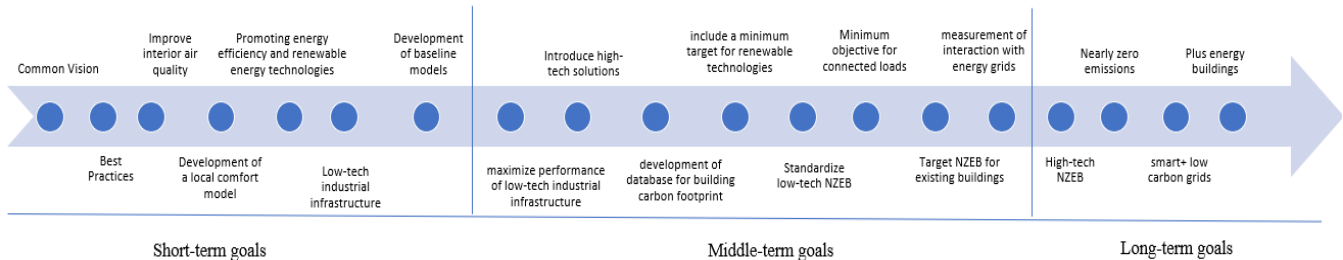 Common Vision
Best
Practices
Improve
interior air
quality
Development of
a local comfort
model
Promoting energy
efficiency and renewable
energy technologies
Low-tech
industrial
infrastructure
Development
of baseline
models
maximize performance
of low-tech industrial
infrastructure
Introduce high-
tech solutions
development of
database for building
carbon footprint
include a minimum
target for renewable
technologies
Standardize
low-tech NZEB
Minimum
objective for
connected loads
Target NZEB for
existing buildings
measurement of
interaction with
energy grids
High-tech
NZEB
Nearly zero
emissions
smart+ low
carbon grids
Plus energy
buildings
Short-term goals
Middle-term goals
Long-term goals